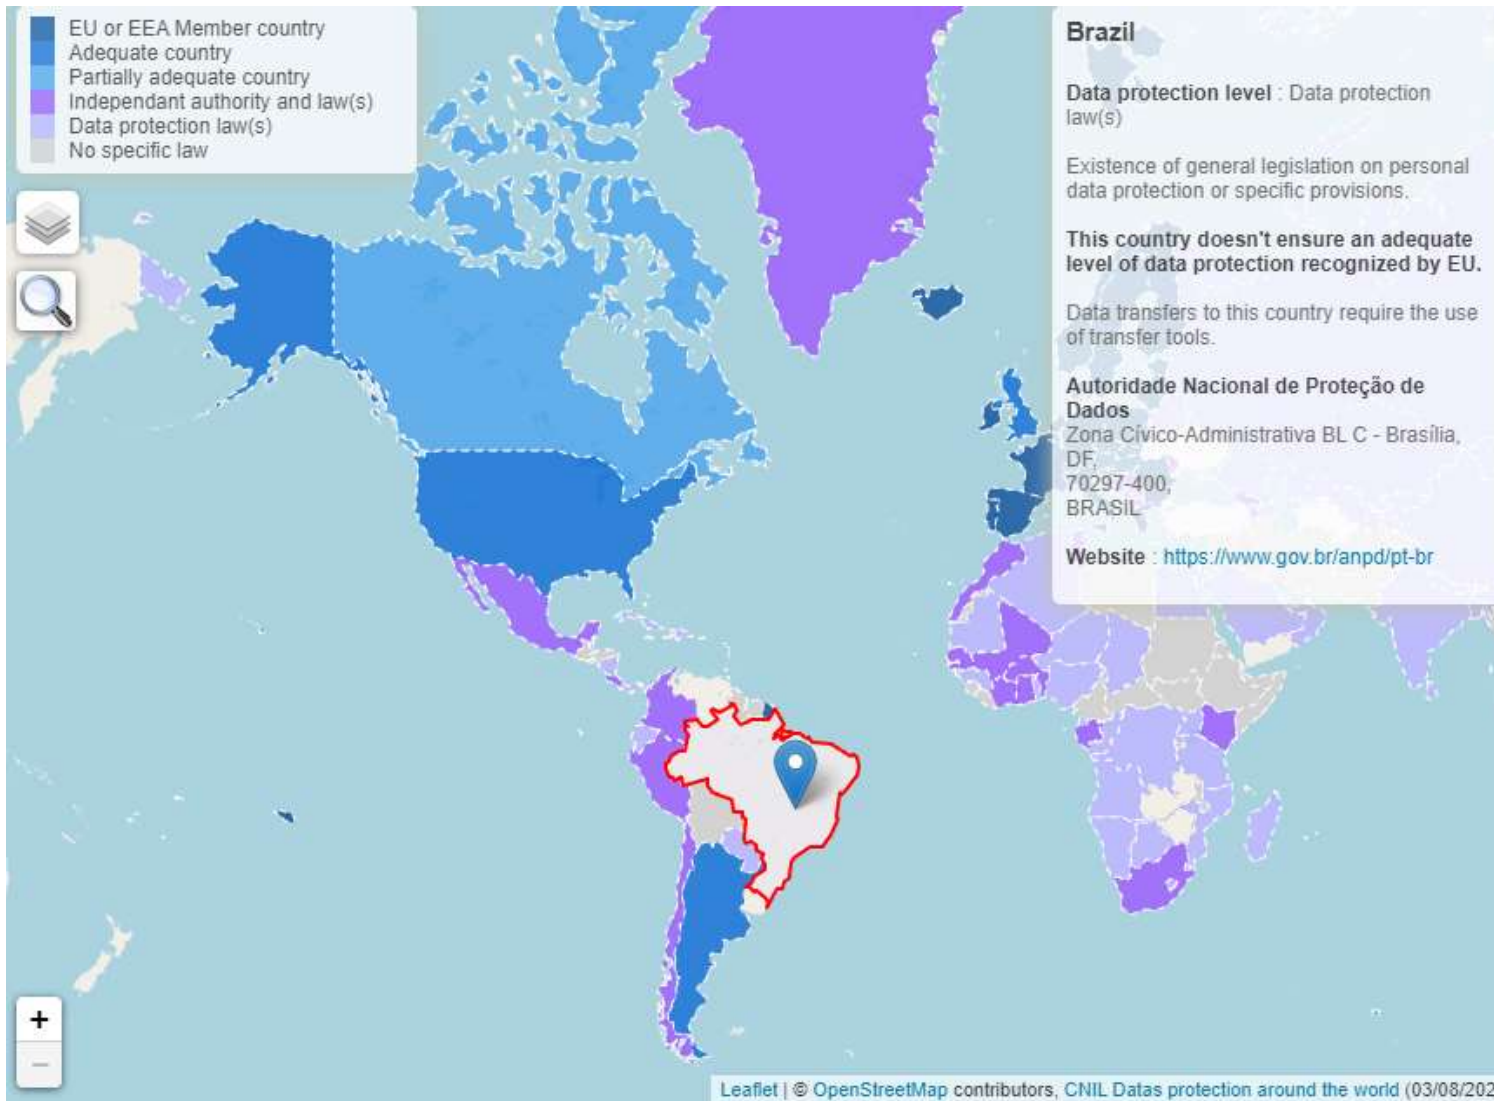 EU or EEA Member country
Adequate country
Partially adequate country
Independant authority and law(s)
Data protection law(s)
No specific law
Brazil
Data protection level : Data protection
law(s)
Existence of general legislation on personal
data protection or specific provisions.
This country doesn't ensure an adequate
level of data protection recognized by EU.
Data transfers to this country require the use
of transfer tools.
Autoridade Nacional de Proteção de
Dados
Zona Cívico-Administrativa BL C - Brasília,
DF,
70297-400,
BRASIL
Website : https://www.gov.br/anpd/pt-br
+
−
Leaflet | © OpenStreetMap contributors, CNIL Datas protection around the world (03/08/202